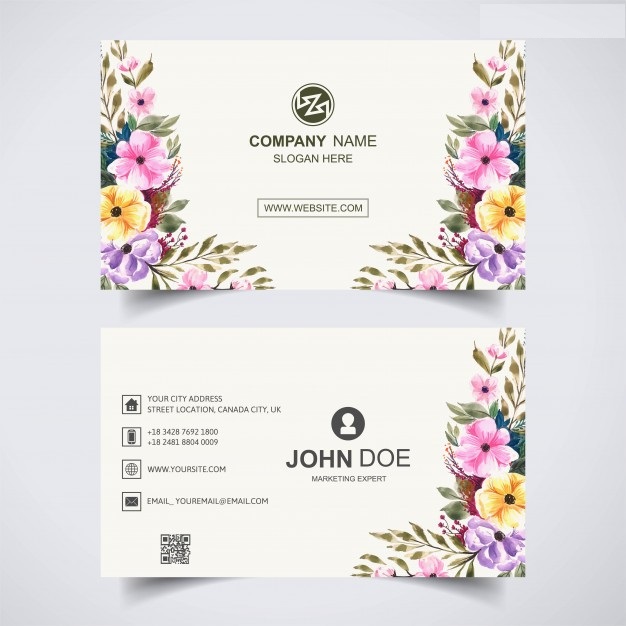 COMPANY NAME
SLOGAN HERE
WWW.WEBSITE.COM
YOUR CITY ADDRESS
STREET LOCATION, CANADA CITY, UK
+18 3428 7692 1800
+18 2481 8804 0009
WWW.YOURSITE.COM
EMAIL_ YOUREMAIL@EMAIL.COM
JOHN DOE
MARKETING EXPERT